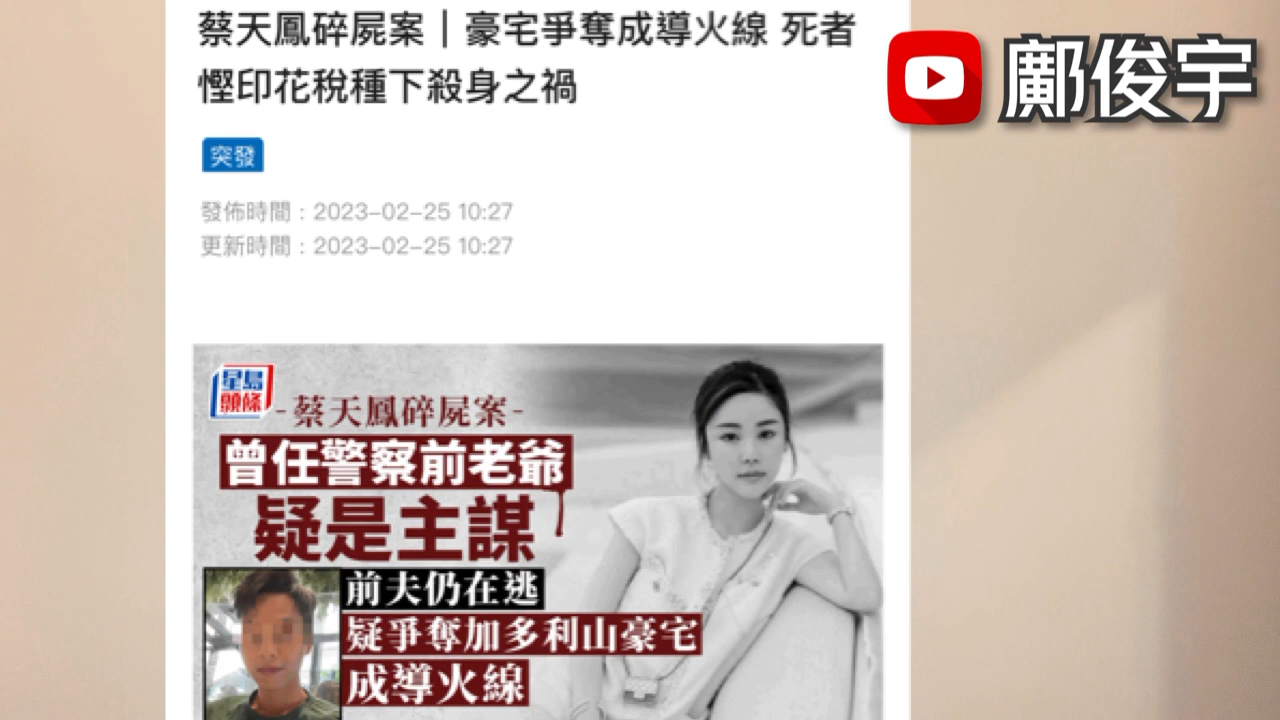 蔡天鳳碎屍案｜豪宅爭奪成導火線 死者
慳印花稅種下殺身之禍
鄺俊宇
突發
發佈時間：2023-02-25 10:27
更新時間：2023-02-25 10:27
星島
頭條
-蔡天鳳碎屍案-
曾任警察前老爺
疑是主謀
前夫仍在逃
疑爭奪加多利山豪宅
成導火線